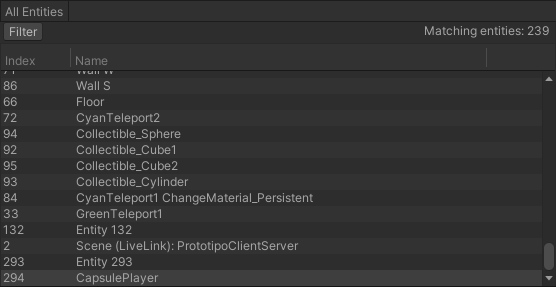 All Entities
Filter Matching entities: 239
Index Name
71 Wall W
86 Wall S
66 Floor
72 CyanTeleport2
94 Collectible_Sphere
92 Collectible_Cube1
95 Collectible_Cube2
93 Collectible_Cylinder
84 CyanTeleport1 ChangeMaterial_Persistent
33 GreenTeleport1
132 Entity 132
2 Scene (LiveLink): PrototipoClientServer
293 Entity 293
294 CapsulePlayer